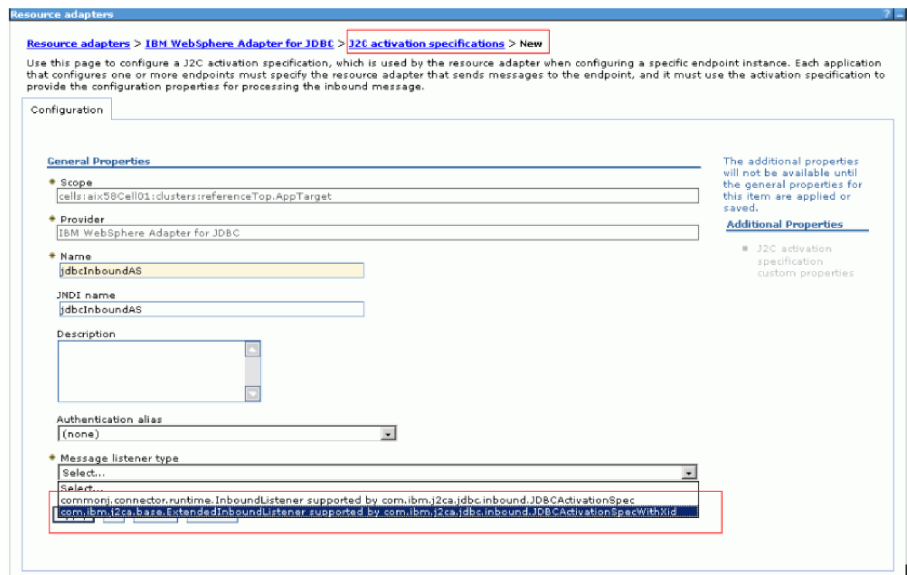 Resource adapters ? –
Resource adapters > IBM WebSphere Adapter for JDBC > J2C activation specifications > New
Use this page to configure a J2C activation specification, which is used by the resource adapter when configuring a specific endpoint instance. Each application
that configures one or more endpoints must specify the resource adapter that sends messages to the endpoint, and it must use the activation specification to
provide the configuration properties for processing the inbound message.
Configuration
General Properties
* Scope
cells:aix58Cell01:clusters:referenceTop.AppTarget
* Provider
IBM WebSphere Adapter for JDBC
* Name
jdbcInboundAS
JNDI name
jdbcInboundAS
Description
Authentication alias
(none)
* Message listener type
Select...
Select...
commonj.connector.runtime.InboundListener supported by com.ibm.j2ca.jdbc.inbound.JDBCActivationSpec
com.ibm.j2ca.base.ExtendedInboundListener supported by com.ibm.j2ca.jdbc.inbound.JDBCActivationSpecWithXid
The additional properties
will not be available until
the general properties for
this item are applied or
saved.
Additional Properties
J2C activation
specification
custom properties